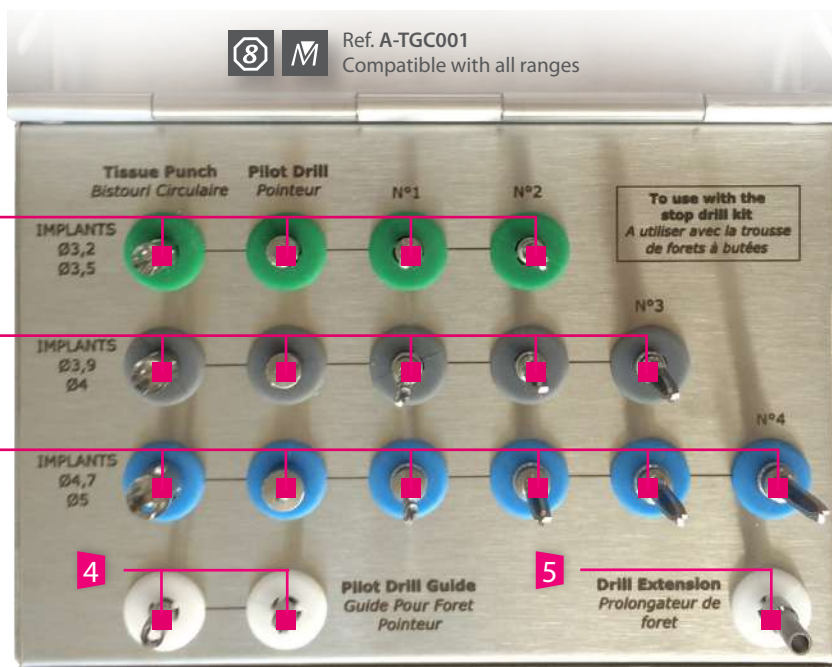 8 M Ref. A-TGC001
Compatible with all ranges
Tissue Punch
Bistouri Circulaire
Pilot Drill
Pointeur
N°1
N°2
To use with the
stop drill kit
A utiliser avec la trousse
de forets à butées
IMPLANTS
Ø3,2
Ø3,5
N°3
IMPLANTS
Ø3,9
Ø4
N°4
IMPLANTS
Ø4,7
Ø5
4
Pilot Drill Guide
Guide Pour Foret
Pointeur
5
Drill Extension
Prolongateur de
foret